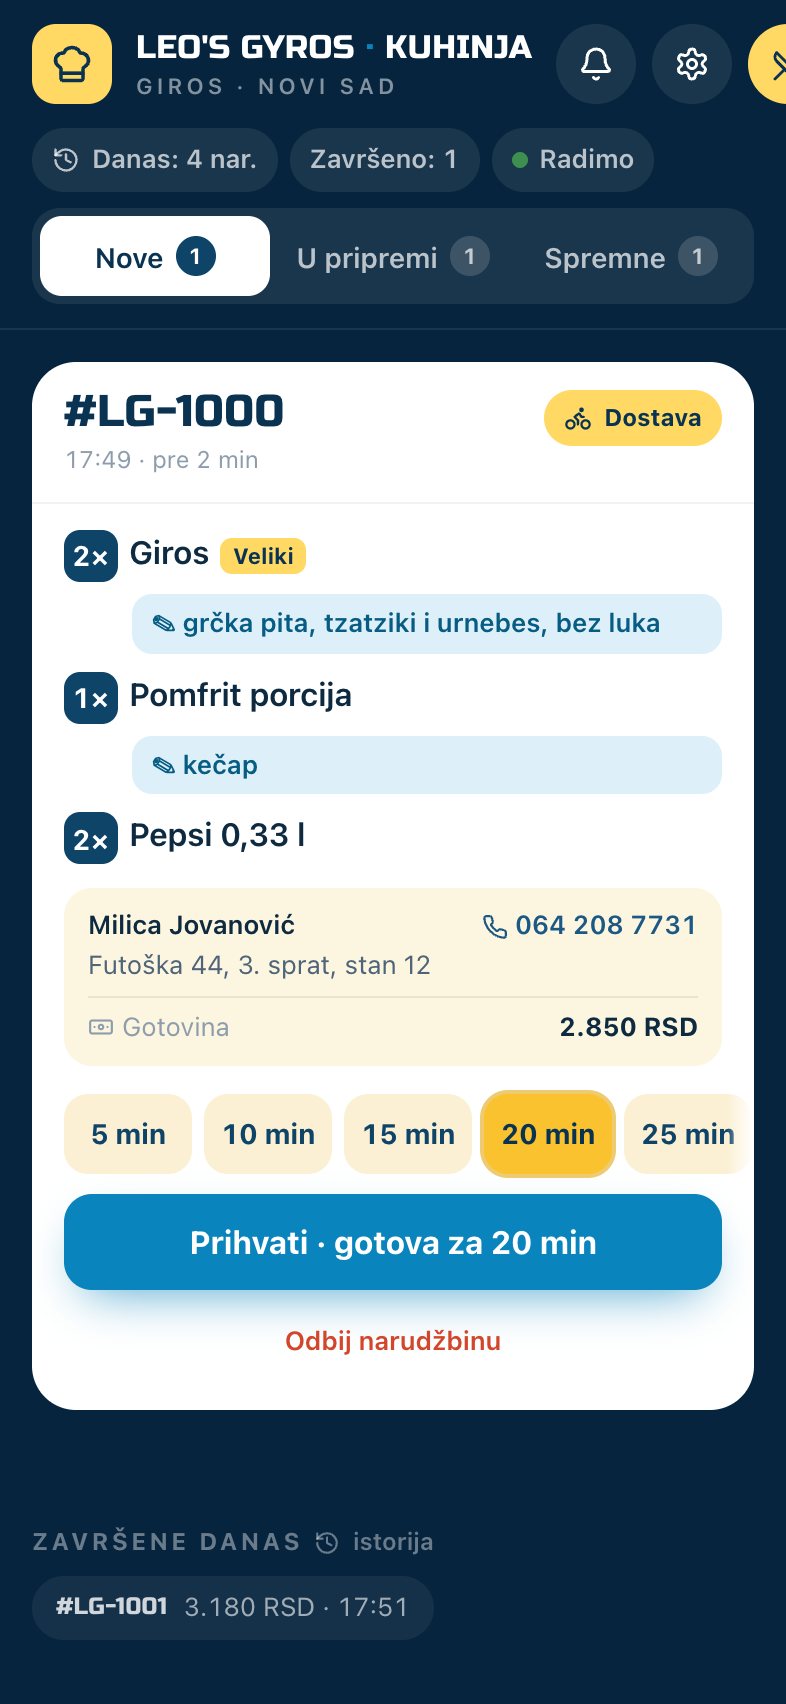 LEO'S GYROS · KUHINJA
GIROS · NOVI SAD
Danas: 4 nar.
Završeno: 1
Radimo
Nove 1
U pripremi 1
Spremne 1
#LG-1000
Dostava
17:49 · pre 2 min
2× Giros Veliki
✎ grčka pita, tzatziki i urnebes, bez luka
1× Pomfrit porcija
✎ kečap
2× Pepsi 0,33 l
Milica Jovanović
064 208 7731
Futoška 44, 3. sprat, stan 12
Gotovina
2.850 RSD
5 min
10 min
15 min
20 min
25 min
Prihvati · gotova za 20 min
Odbij narudžbinu
ZAVRŠENE DANAS
istorija
#LG-1001 3.180 RSD · 17:51